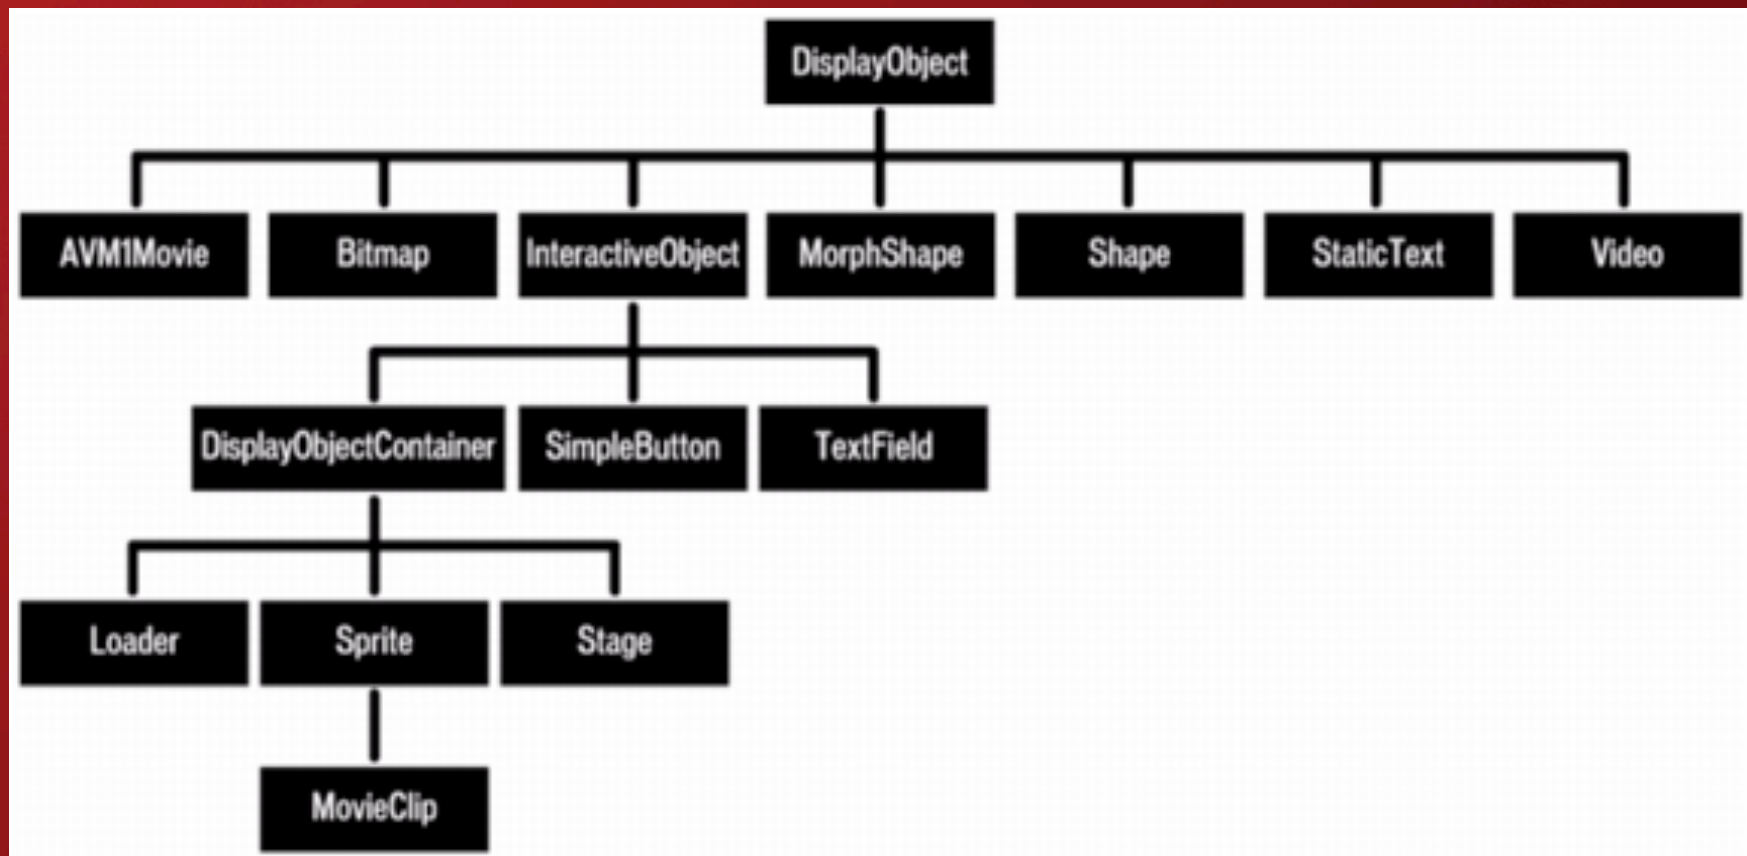 DisplayObject
AVM1Movie
Bitmap
InteractiveObject
MorphShape
Shape
StaticText
Video
DisplayObjectContainer
SimpleButton
TextField
Loader
Sprite
Stage
MovieClip